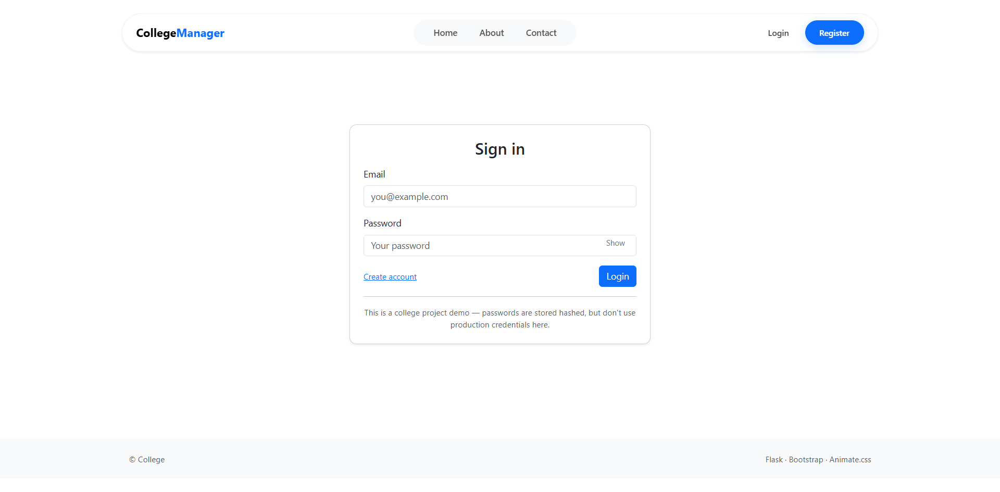 CollegeManager
Home About Contact
Login Register
Sign in
Email
you@example.com
Password
Your password Show
Create account Login
This is a college project demo — passwords are stored hashed, but don't use
production credentials here.
© College
Flask · Bootstrap · Animate.css